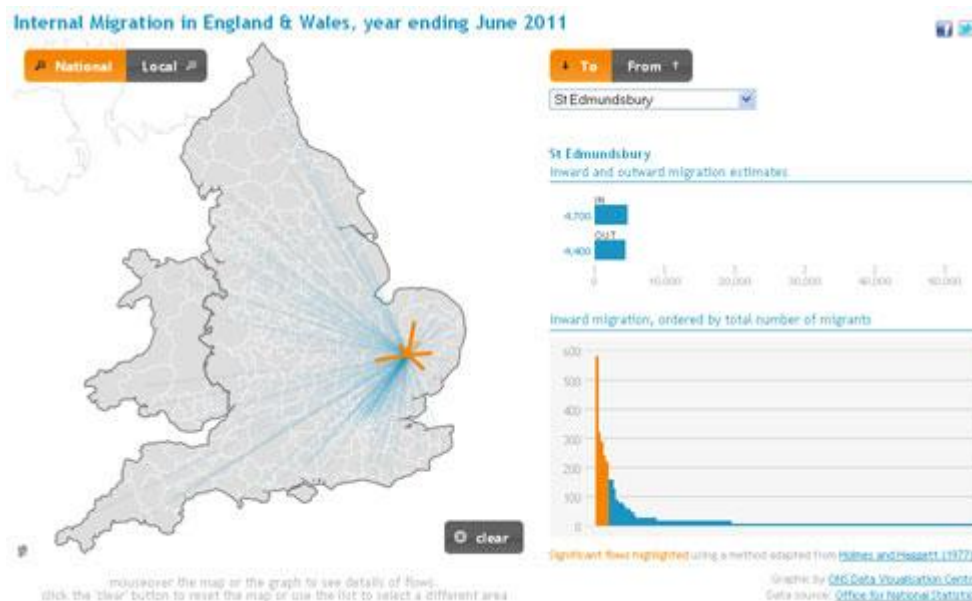 Internal Migration in England & Wales, year ending June 2011
National Local
To From
St Edmundsbury
St Edmundsbury
Inward and outward migration estimates
IN
4,700
OUT
4,400
0 10,000 20,000 30,000 40,000 50,000
Inward migration, ordered by total number of migrants
600
500
400
300
200
100
0
clear
Significant flows highlighted using a method adapted from Holmes and Haggett (1977)
mouseover the map or the graph to see details of flows.
click the 'clear' button to reset the map or use the list to select a different area
Graphic by ONS Data Visualisation Centr
Data source: Office for National Statistic